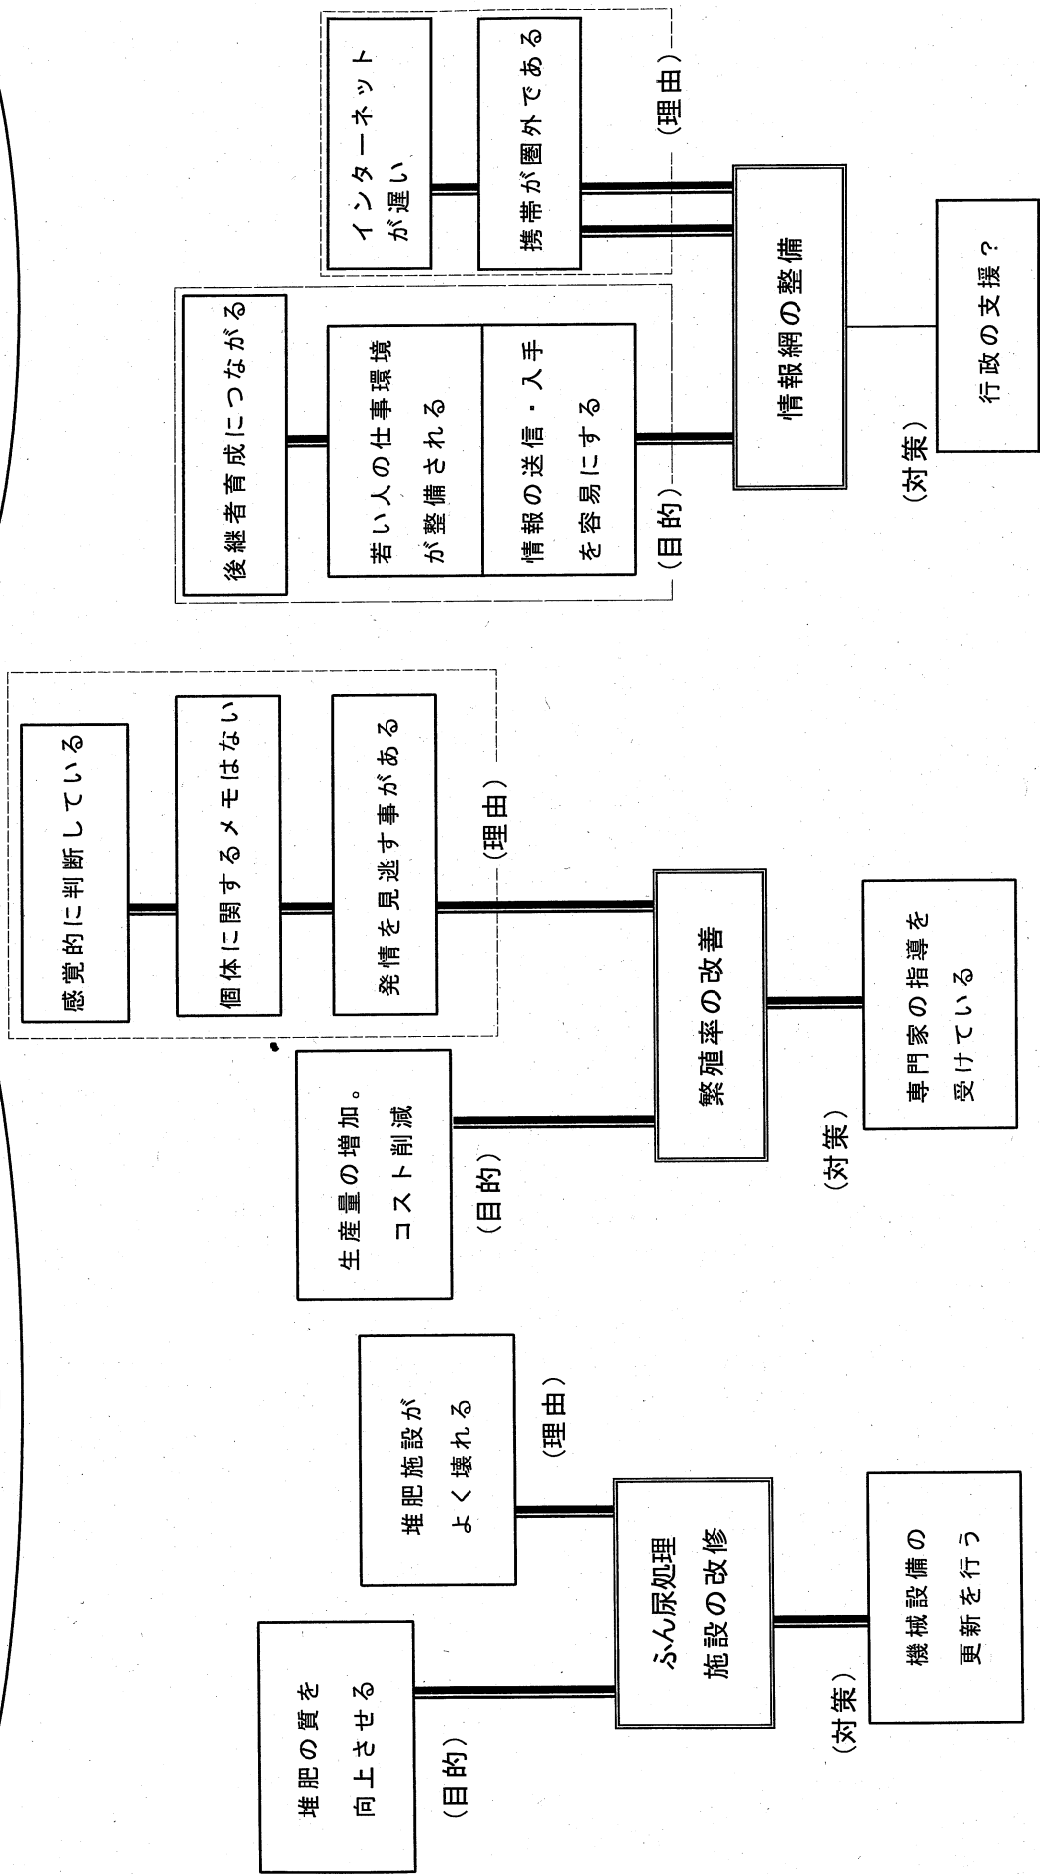 堆肥の質を
向上させる
(目的)
堆肥施設が
よく壊れる
(理由)
ふん尿処理
施設の改修
(対策)
機械設備の
更新を行う
生産量の増加。
コスト削減
(目的)
感覚的に判断している
個体に関するメモはない
発情を見逃す事がある
(理由)
繁殖率の改善
(対策)
専門家の指導を
受けている
後継者育成につながる
若い人の仕事環境
が整備される
情報の送信・入手
を容易にする
(目的)
インターネット
が遅い
携帯が圏外である
(理由)
情報網の整備
(対策)
行政の支援?